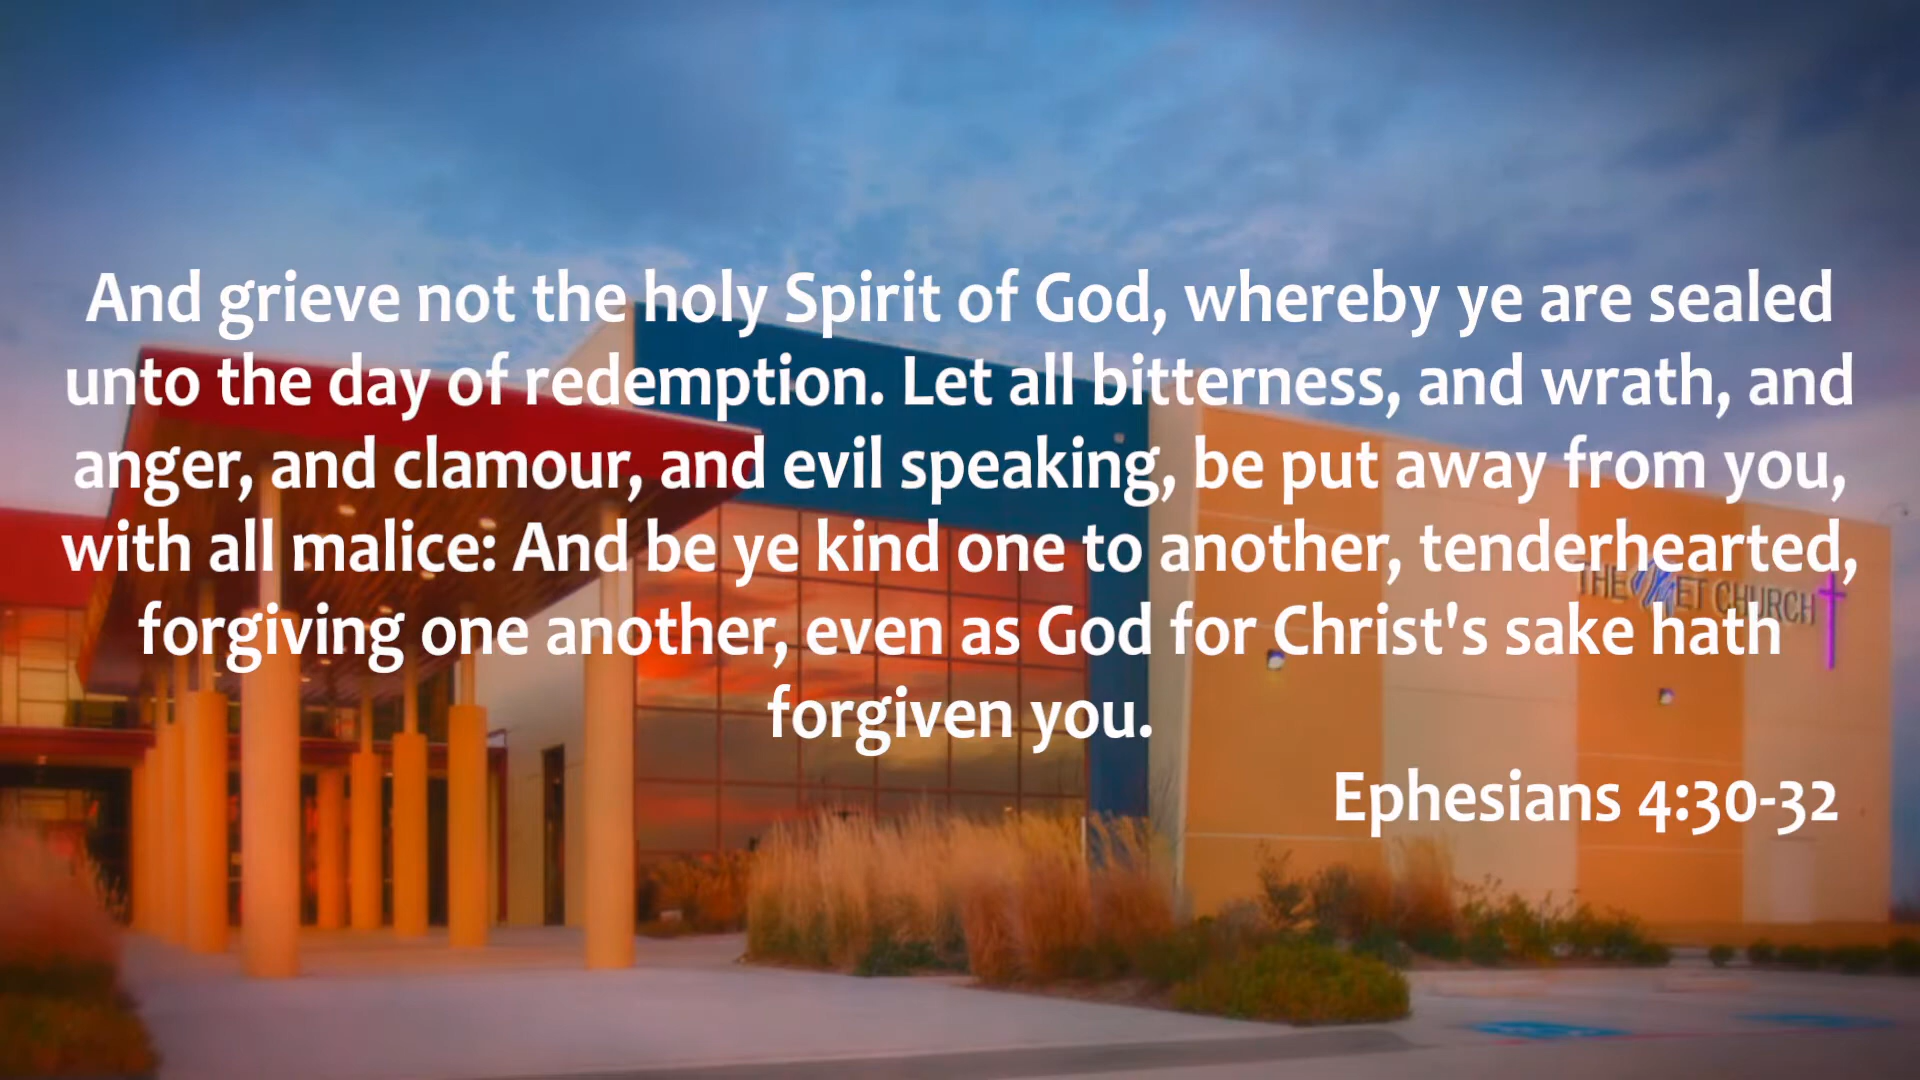 And grieve not the holy Spirit of God, whereby ye are sealed
unto the day of redemption. Let all bitterness, and wrath, and
anger, and clamour, and evil speaking, be put away from you,
with all malice: And be ye kind one to another, tenderhearted,
forgiving one another, even as God for Christ's sake hath
forgiven you.
Ephesians 4:30-32
THE MET CHURCH